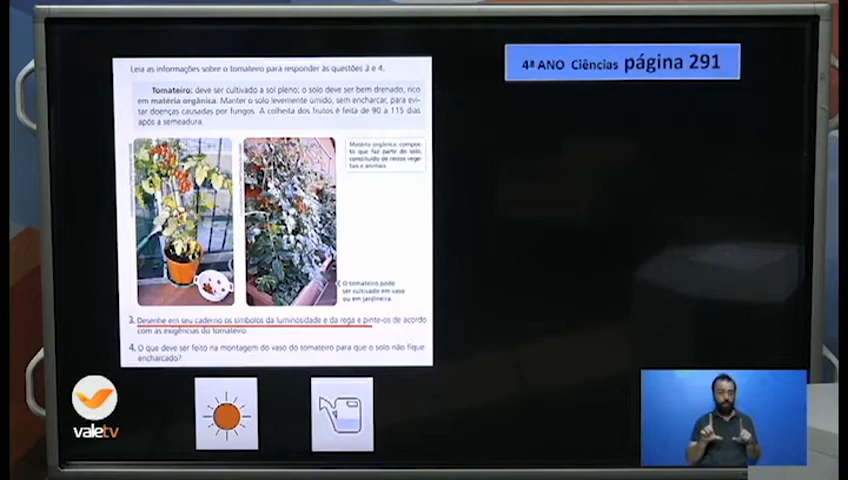 Leia as informações sobre o tomateiro para responder às questões 3 e 4.
4º ANO Ciências página 291
Tomateiro: deve ser cultivado a sol pleno; o solo deve ser bem drenado, rico
em matéria orgânica. Manter o solo levemente úmido, sem encharcar, para evi-
tar doenças causadas por fungos. A colheita dos frutos é feita de 90 a 115 dias
após a semeadura.
Matéria orgânica: compos-
to que faz parte do solo,
constituído de restos vege-
tais e animais.
O tomateiro pode
ser cultivado em vaso
ou em jardineira.
3. Desenhe em seu caderno os símbolos da luminosidade e da rega e pinte-os de acordo
com as exigências do tomateiro.
4. O que deve ser feito na montagem do vaso do tomateiro para que o solo não fique
encharcado?
valetv